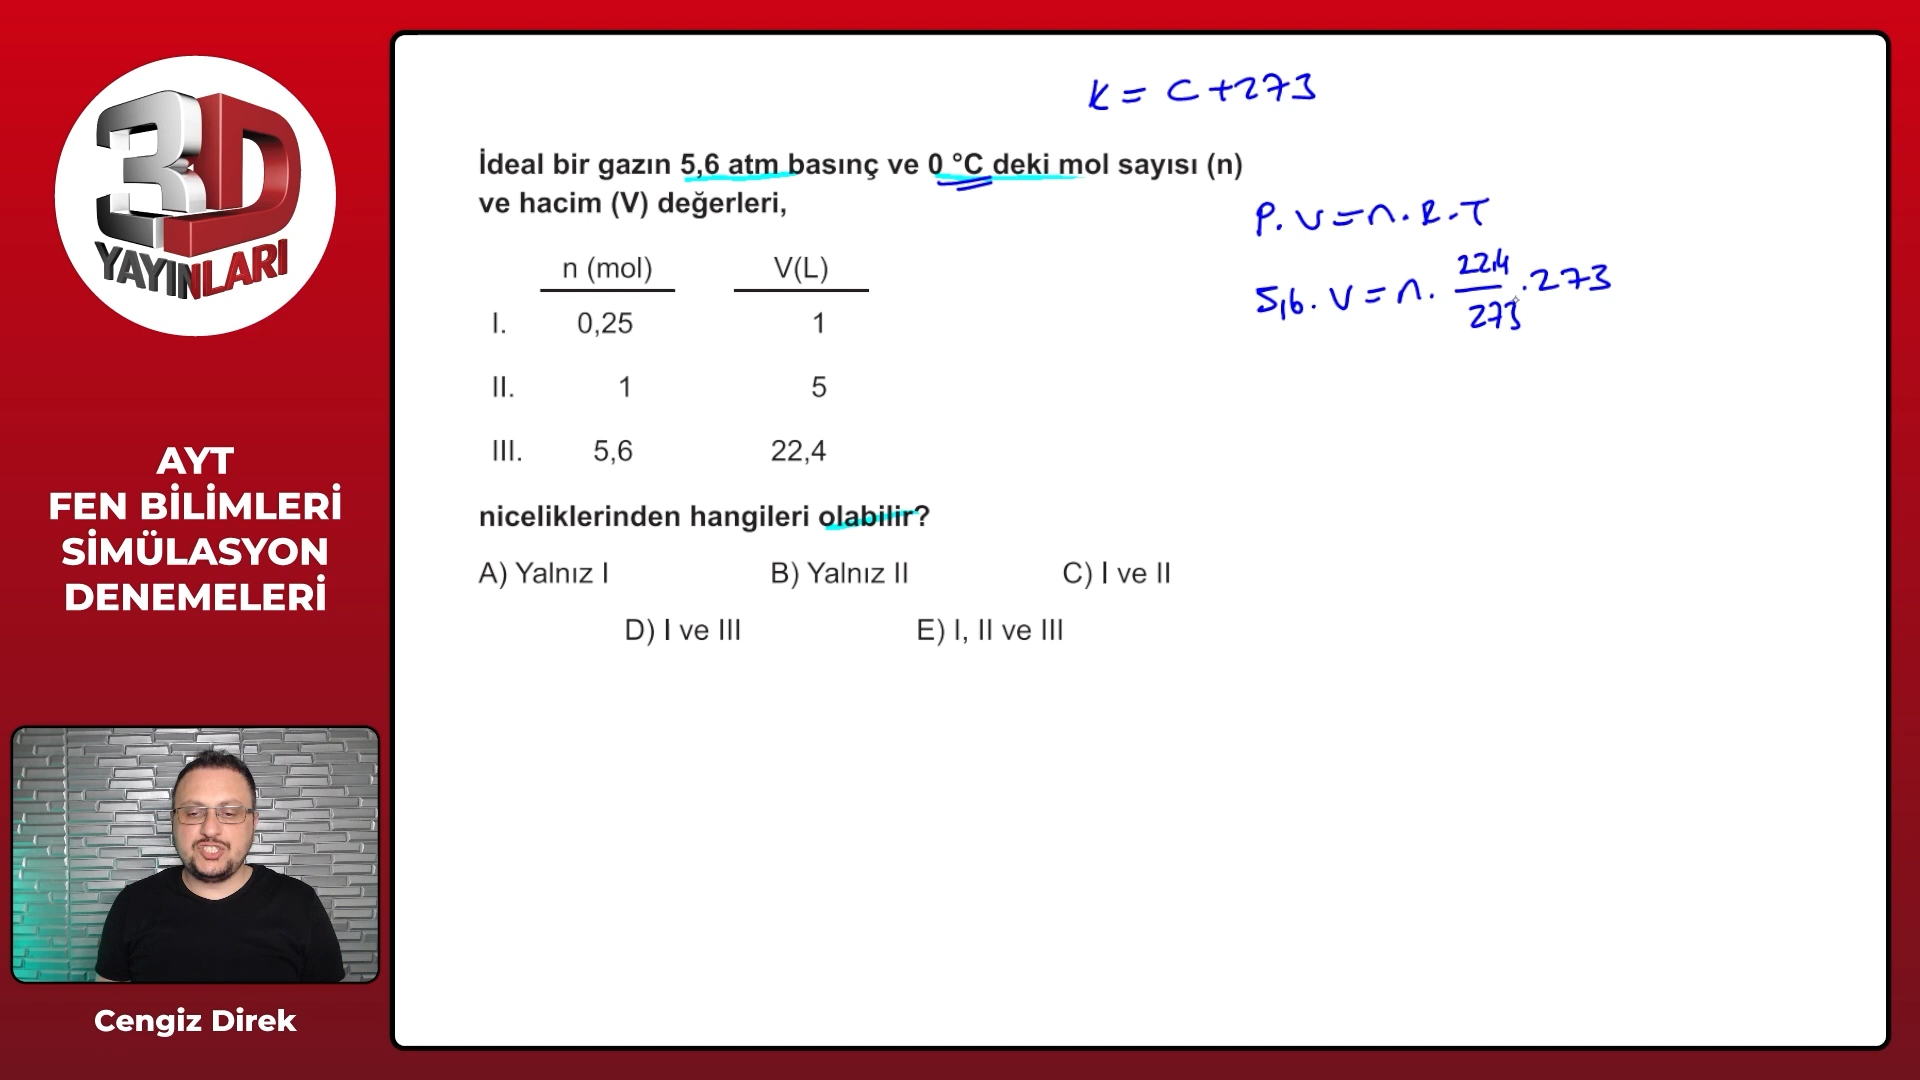 3D
YAYINLARI
AYT
FEN BİLİMLERİ
SİMÜLASYON
DENEMELERİ
Cengiz Direk
K = C+273
İdeal bir gazın 5,6 atm basınç ve 0 °C deki mol sayısı (n)
ve hacim (V) değerleri,
n (mol) V(L)
I. 0,25 1
II. 1 5
III. 5,6 22,4
niceliklerinden hangileri olabilir?
A) Yalnız I B) Yalnız II C) I ve II
D) I ve III E) I, II ve III
P. V = n. R. T
5,6. V = n. 22,4/273 . 273